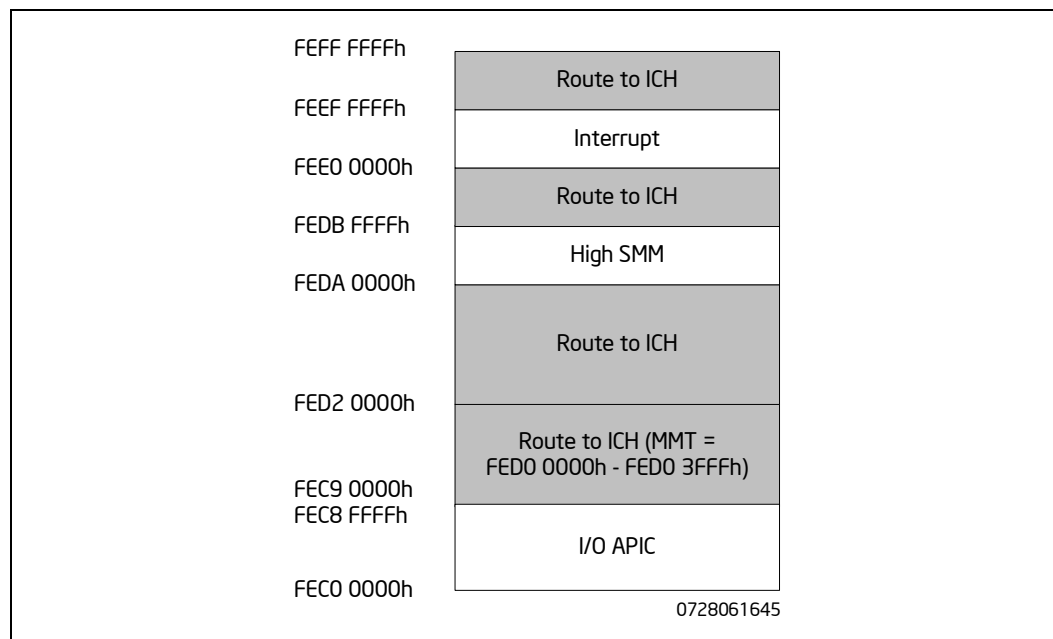 FEFF FFFFh
Route to ICH
FEEF FFFFh
Interrupt
FEE0 0000h
Route to ICH
FEDB FFFFh
High SMM
FEDA 0000h
Route to ICH
FED2 0000h
Route to ICH (MMT =
FED0 0000h - FED0 3FFFh)
FEC9 0000h
FEC8 FFFFh
I/O APIC
FEC0 0000h
0728061645